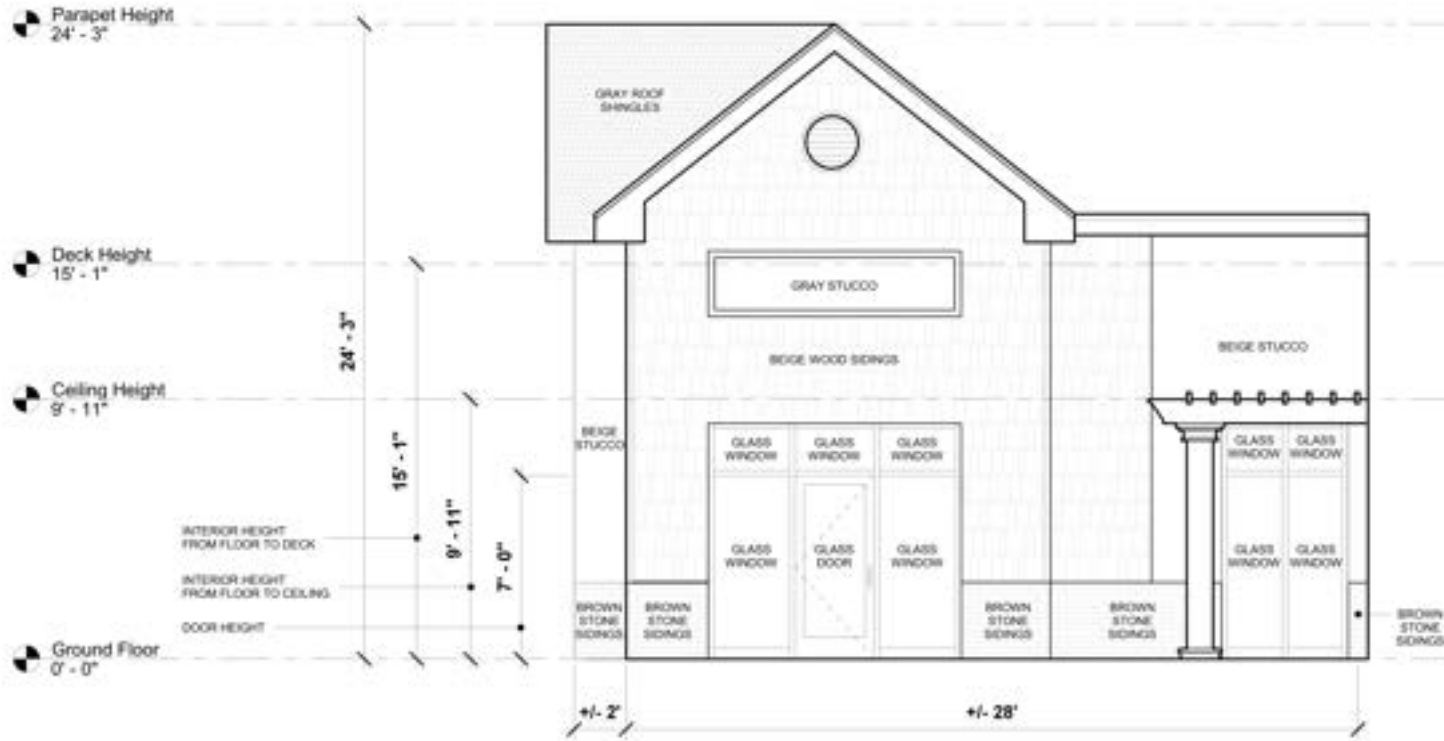 Parapet Height
24' - 3"
GRAY ROOF
SHINGLES
Deck Height
15' - 1"
GRAY STUCCO
24' - 3"
BEIGE WOOD SIDINGS
BEIGE STUCCO
Ceiling Height
9' - 11"
BEIGE
STUCCO
GLASS
WINDOW
GLASS
WINDOW
GLASS
WINDOW
GLASS
WINDOW
GLASS
WINDOW
15' - 1"
9' - 11"
7' - 0"
INTERIOR HEIGHT
FROM FLOOR TO DECK
GLASS
WINDOW
GLASS
DOOR
GLASS
WINDOW
GLASS
WINDOW
GLASS
WINDOW
INTERIOR HEIGHT
FROM FLOOR TO CEILING
DOOR HEIGHT
BROWN
STONE
SIDINGS
BROWN
STONE
SIDINGS
BROWN
STONE
SIDINGS
BROWN
STONE
SIDINGS
BROWN
STONE
SIDINGS
Ground Floor
0' - 0"
+/- 2'
+/- 28'